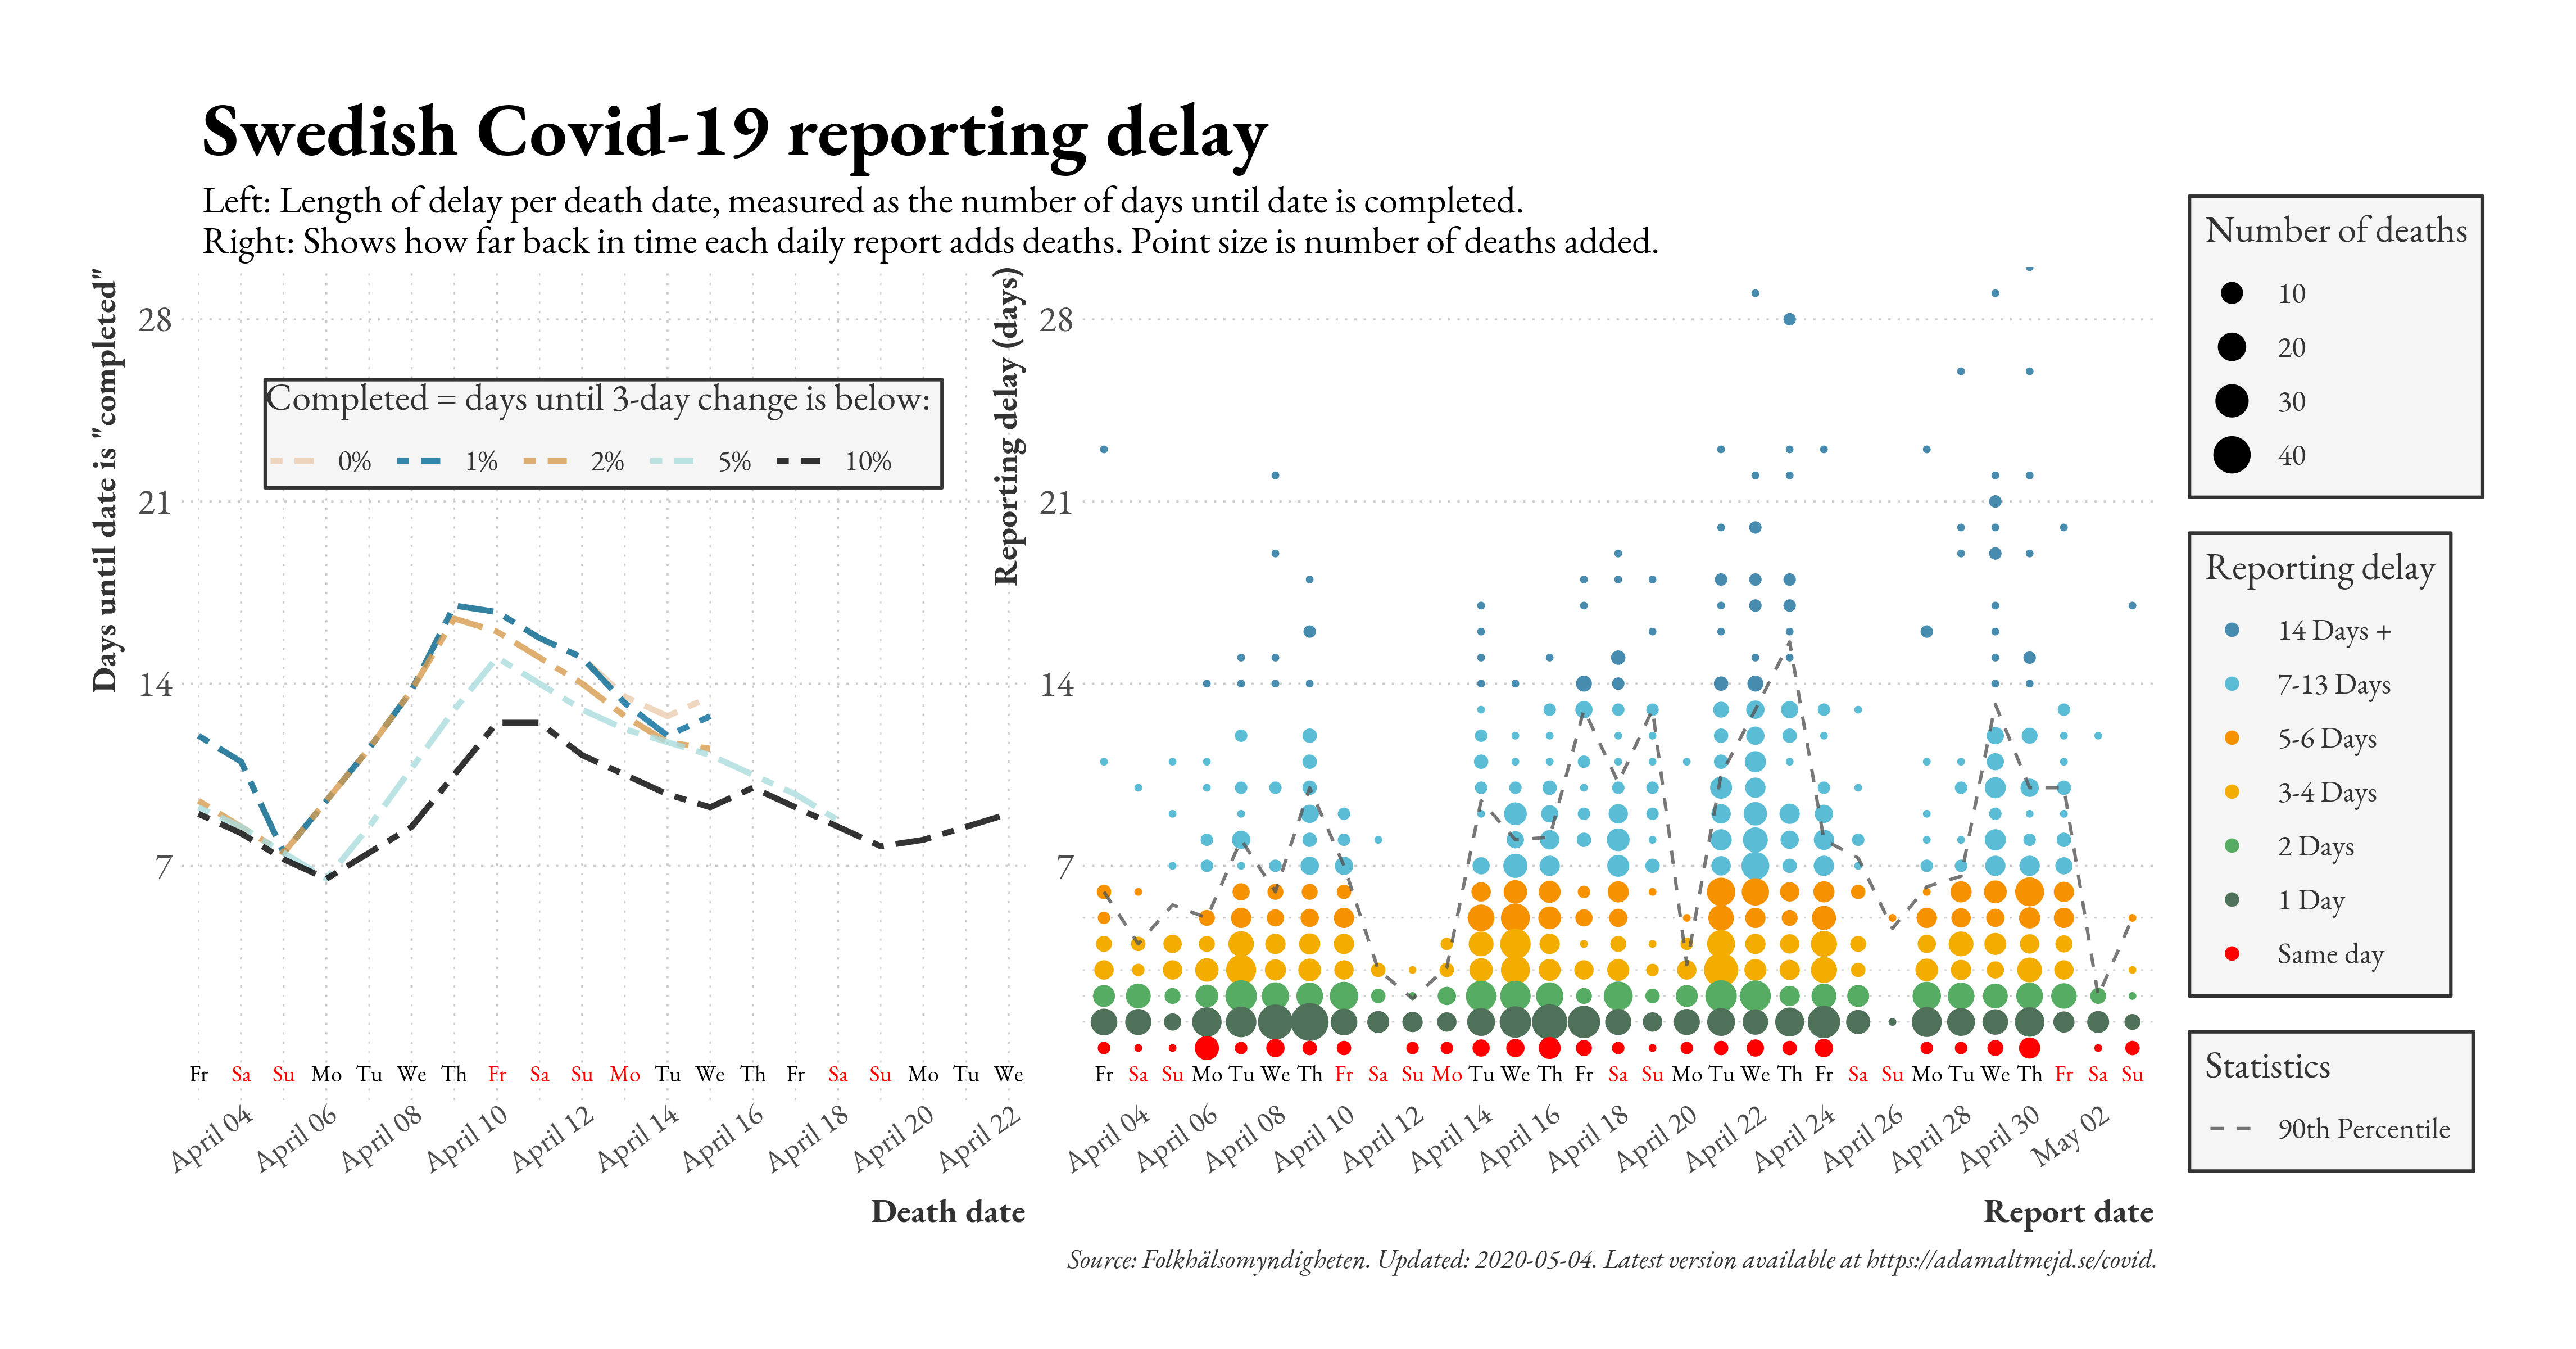 Swedish Covid-19 reporting delay
Left: Length of delay per death date, measured as the number of days until date is completed.
Right: Shows how far back in time each daily report adds deaths. Point size is number of deaths added.
Days until date is "completed"
28
21
14
7
Completed = days until 3-day change is below:
0% 1% 2% 5% 10%
Fr Sa Su Mo Tu We Th Fr Sa Su Mo Tu We Th Fr Sa Su Mo Tu We
April 04 April 06 April 08 April 10 April 12 April 14 April 16 April 18 April 20 April 22
Death date
Reporting delay (days)
28
21
14
7
Fr Sa Su Mo Tu We Th Fr Sa Su Mo Tu We Th Fr Sa Su Mo Tu We Th Fr Sa Su Mo Tu We Th Fr Sa Su
April 04 April 06 April 08 April 10 April 12 April 14 April 16 April 18 April 20 April 22 April 24 April 26 April 28 April 30 May 02
Report date
Number of deaths
10
20
30
40
Reporting delay
14 Days +
7-13 Days
5-6 Days
3-4 Days
2 Days
1 Day
Same day
Statistics
90th Percentile
Source: Folkhälsomyndigheten. Updated: 2020-05-04. Latest version available at https://adamaltmejd.se/covid.